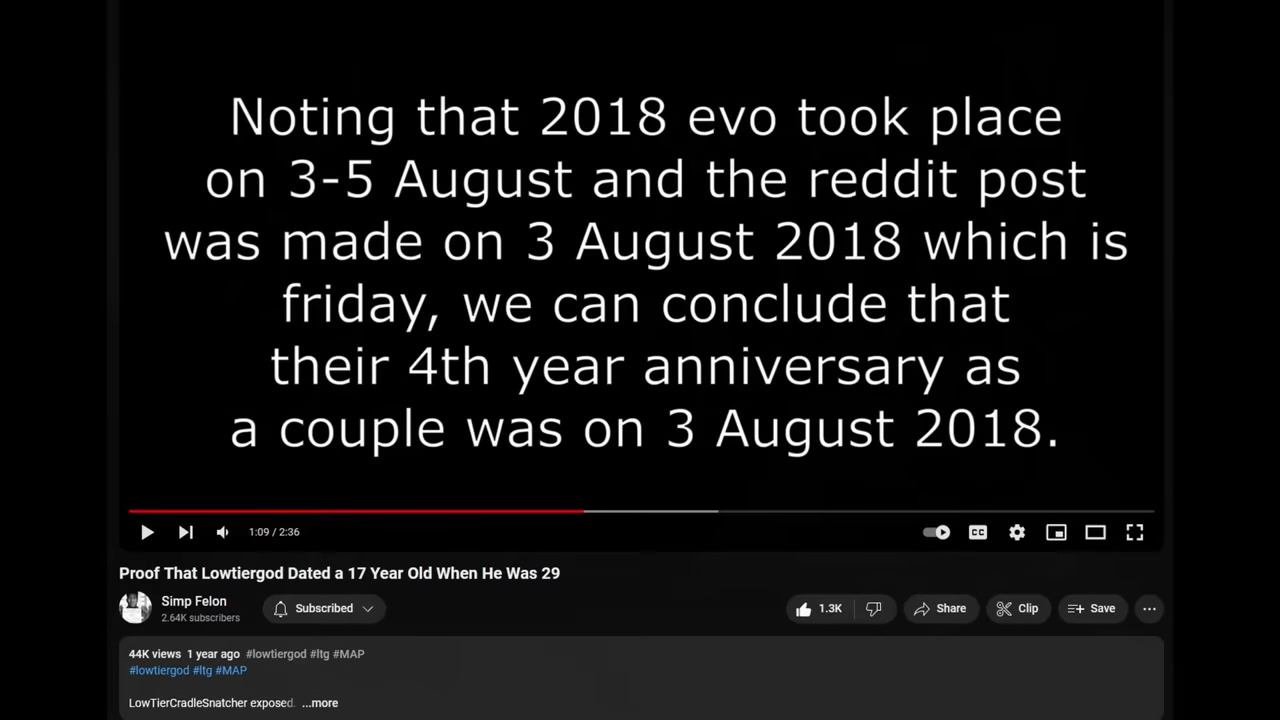 Noting that 2018 evo took place
on 3-5 August and the reddit post
was made on 3 August 2018 which is
friday, we can conclude that
their 4th year anniversary as
a couple was on 3 August 2018.
1:09 / 2:36
CC
Proof That Lowtiergod Dated a 17 Year Old When He Was 29
Simp Felon
2.64K subscribers
Subscribed
1.3K
Share
Clip
Save
44K views 1 year ago #lowtiergod #ltg #MAP
#lowtiergod #ltg #MAP
LowTierCradleSnatcher exposed. ...more